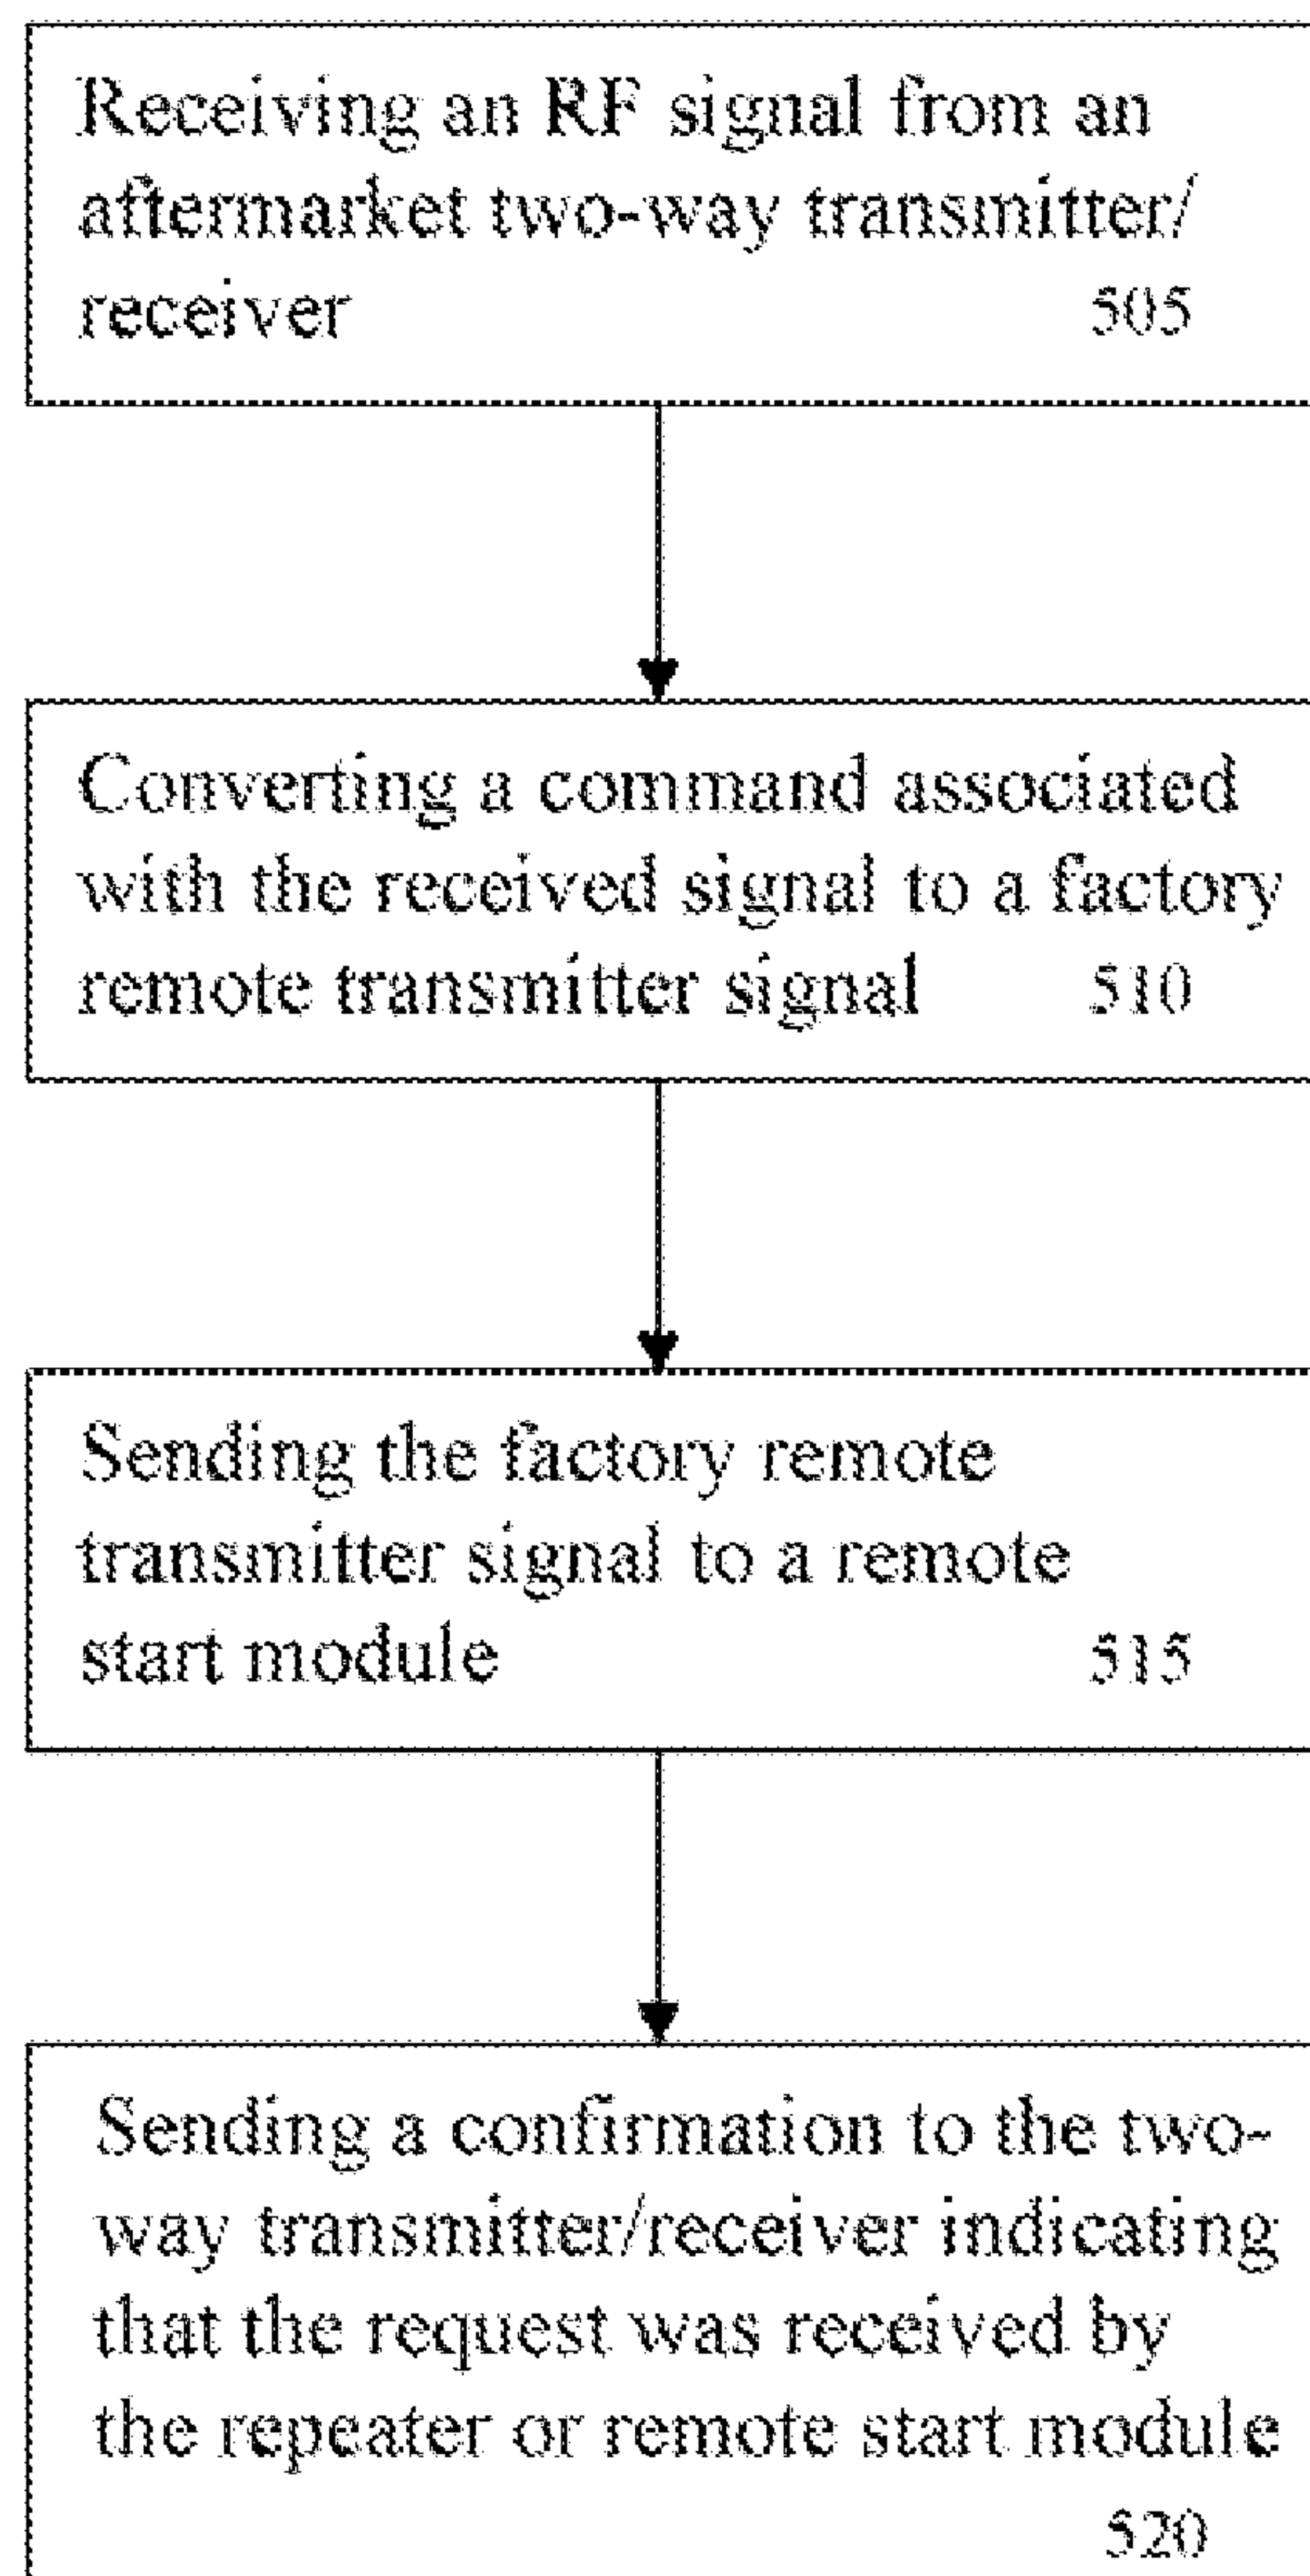 Receiving an RF signal from an
aftermarket two-way transmitter/
receiver 505
Converting a command associated
with the received signal to a factory
remote transmitter signal 510
Sending the factory remote
transmitter signal to a remote
start module 515
Sending a confirmation to the two-
way transmitter/receiver indicating
that the request was received by
the repeater or remote start module
520